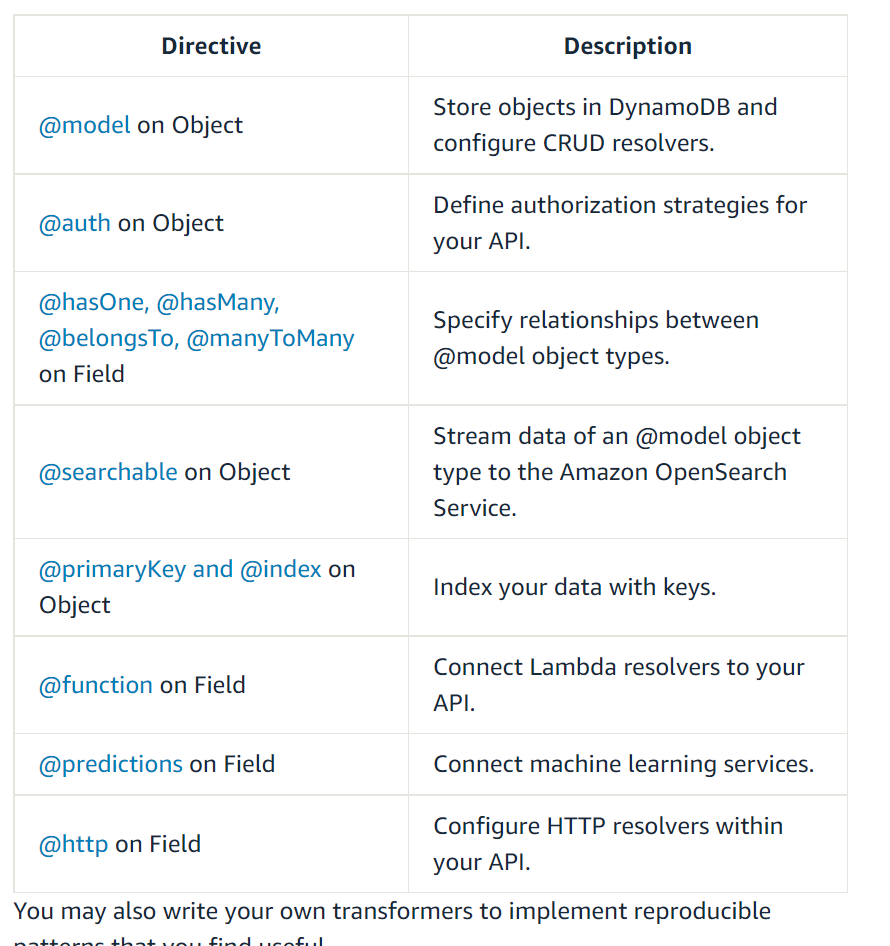 Directive
Description
@model on Object
Store objects in DynamoDB and
configure CRUD resolvers.
@auth on Object
Define authorization strategies for
your API.
@hasOne, @hasMany,
@belongsTo, @manyToMany
on Field
Specify relationships between
@model object types.
@searchable on Object
Stream data of an @model object
type to the Amazon OpenSearch
Service.
@primaryKey and @index on
Object
Index your data with keys.
@function on Field
Connect Lambda resolvers to your
API.
@predictions on Field
Connect machine learning services.
@http on Field
Configure HTTP resolvers within
your API.
You may also write your own transformers to implement reproducible
patterns that you find useful